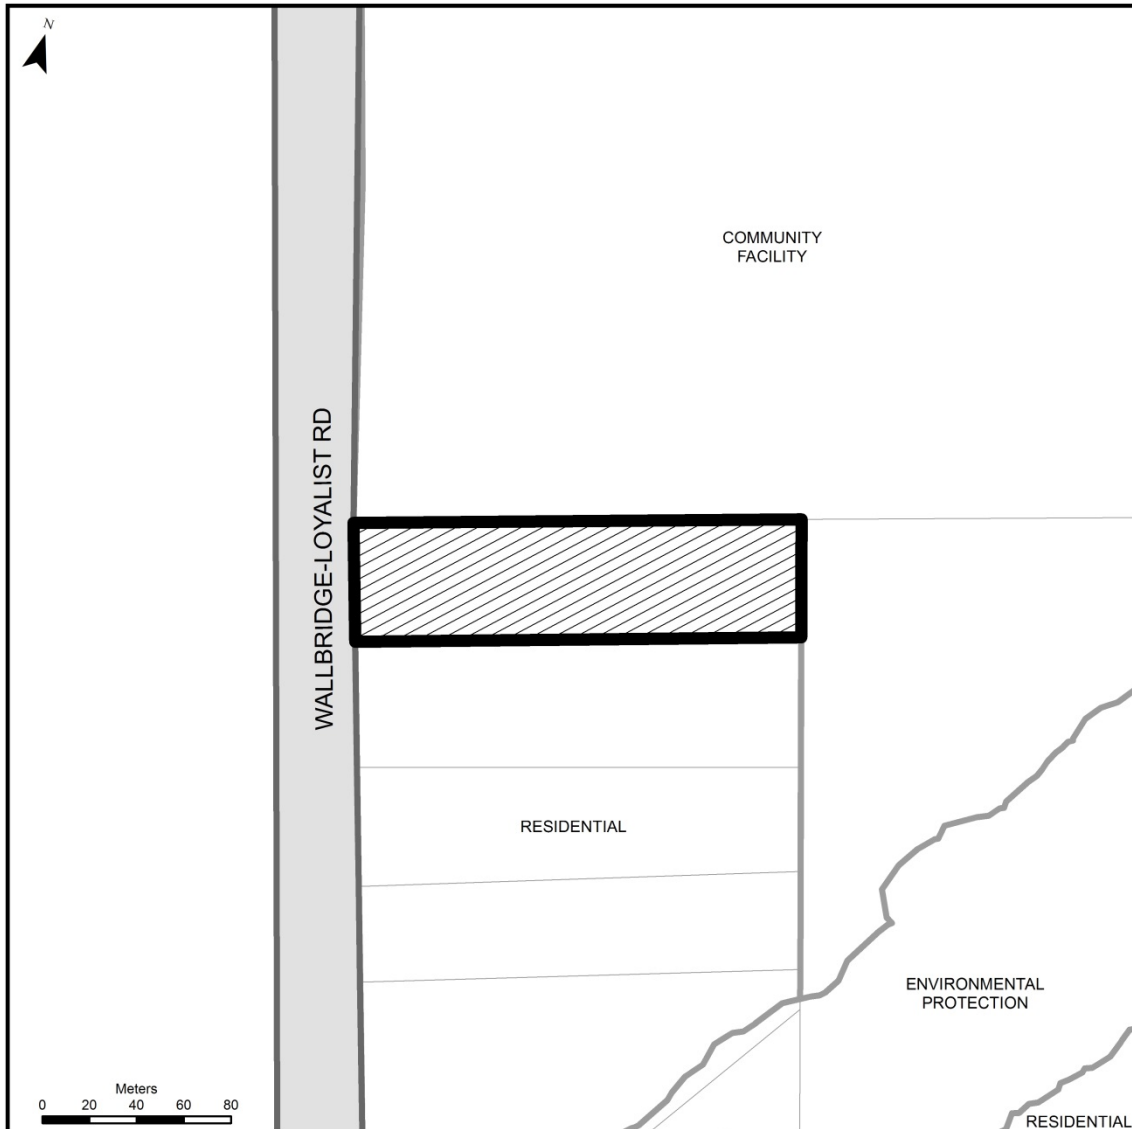 N
COMMUNITY
FACILITY
WALLBRIDGE-LOYALIST RD
RESIDENTIAL
ENVIRONMENTAL
PROTECTION
Meters
0 20 40 60 80
RESIDENTIAL